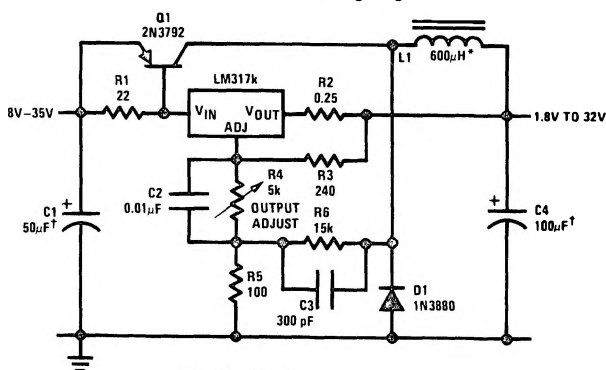 Q1
2N3792
L1
600µH*
R1
22
LM317k
R2
0.25
8V–35V
VIN
VOUT
ADJ
1.8V TO 32V
R4
5k
R3
240
C2
0.01µF
OUTPUT
ADJUST
R6
15k
+
C1
50µF†
+
C4
100µF†
R5
100
C3
300 pF
D1
1N3880